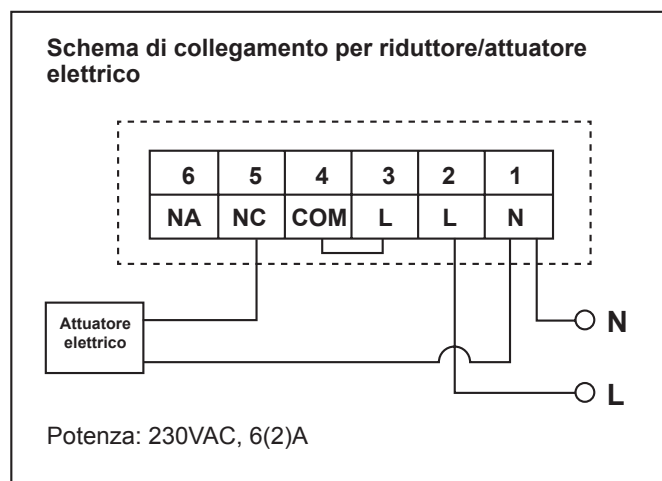 Schema di collegamento per riduttore/attuatore
elettrico
6 5 4 3 2 1
NA NC COM L L N
Attuatore
elettrico
N
L
Potenza: 230VAC, 6(2)A